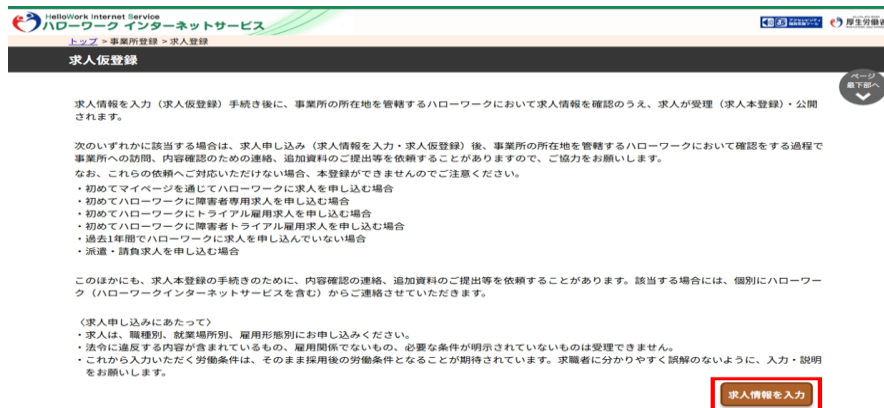 HelloWork Internet Service
ハローワーク インターネットサービス
トップ > 事業所登録 > 求人登録
求人仮登録
ページ
最下部へ
求人情報を入力（求人仮登録）手続き後に、事業所の所在地を管轄するハローワークにおいて求人情報を確認のうえ、求人が受理（求人本登録）・公開
されます。
次のいずれかに該当する場合は、求人申し込み（求人情報を入力・求人仮登録）後、事業所の所在地を管轄するハローワークにおいて確認をする過程で
事業所への訪問、内容確認のための連絡、追加資料のご提出等を依頼することがありますので、ご協力をお願いします。
なお、これらの依頼へご対応いただけない場合、本登録ができませんのでご注意ください。
・初めてマイページを通じてハローワークに求人を申し込む場合
・初めてハローワークに障害者専用求人を申し込む場合
・初めてハローワークにトライアル雇用求人を申し込む場合
・初めてハローワークに障害者トライアル雇用求人を申し込む場合
・過去1年間でハローワークに求人を申し込んでいない場合
・派遣・請負求人を申し込む場合
このほかにも、求人本登録の手続きのために、内容確認の連絡、追加資料のご提出等を依頼することがあります。該当する場合には、個別にハローワー
ク（ハローワークインターネットサービスを含む）からご連絡させていただきます。
〈求人申し込みにあたって〉
・求人は、職種別、就業場所別、雇用形態別にお申し込みください。
・法令に違反する内容が含まれているもの、雇用関係でないもの、必要な条件が明示されていないものは受理できません。
・これから入力いただく労働条件は、そのまま採用後の労働条件となることが期待されています。求職者に分かりやすく誤解のないように、入力・説明
をお願いします。
求人情報を入力